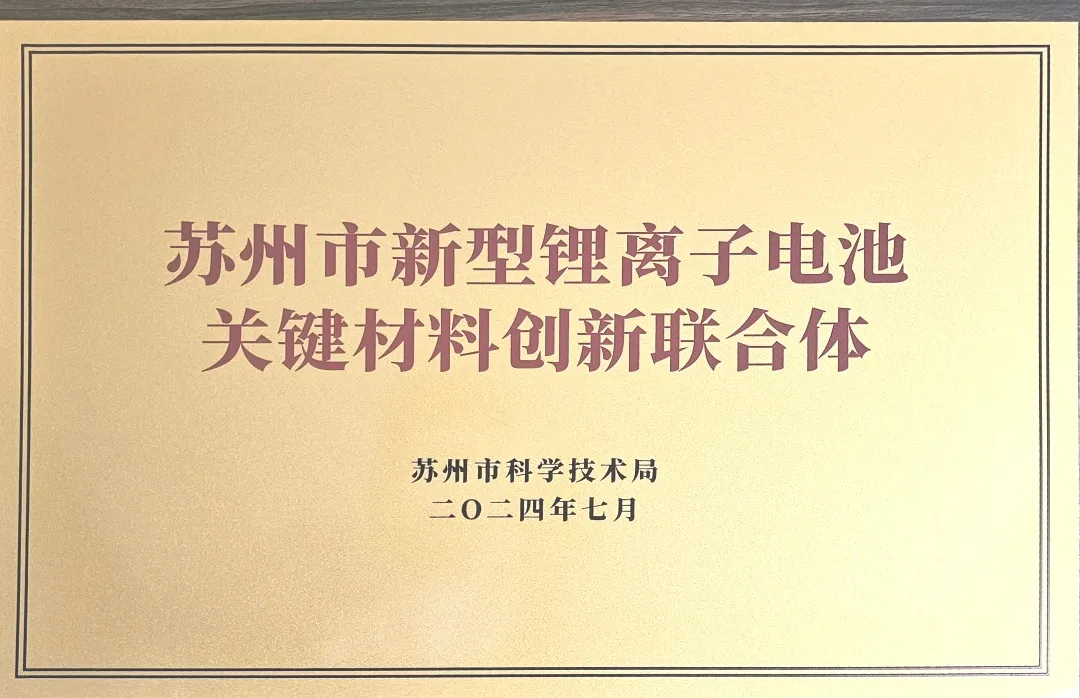 苏州市新型锂离子电池
关键材料创新联合体
苏州市科学技术局
二〇二四年七月